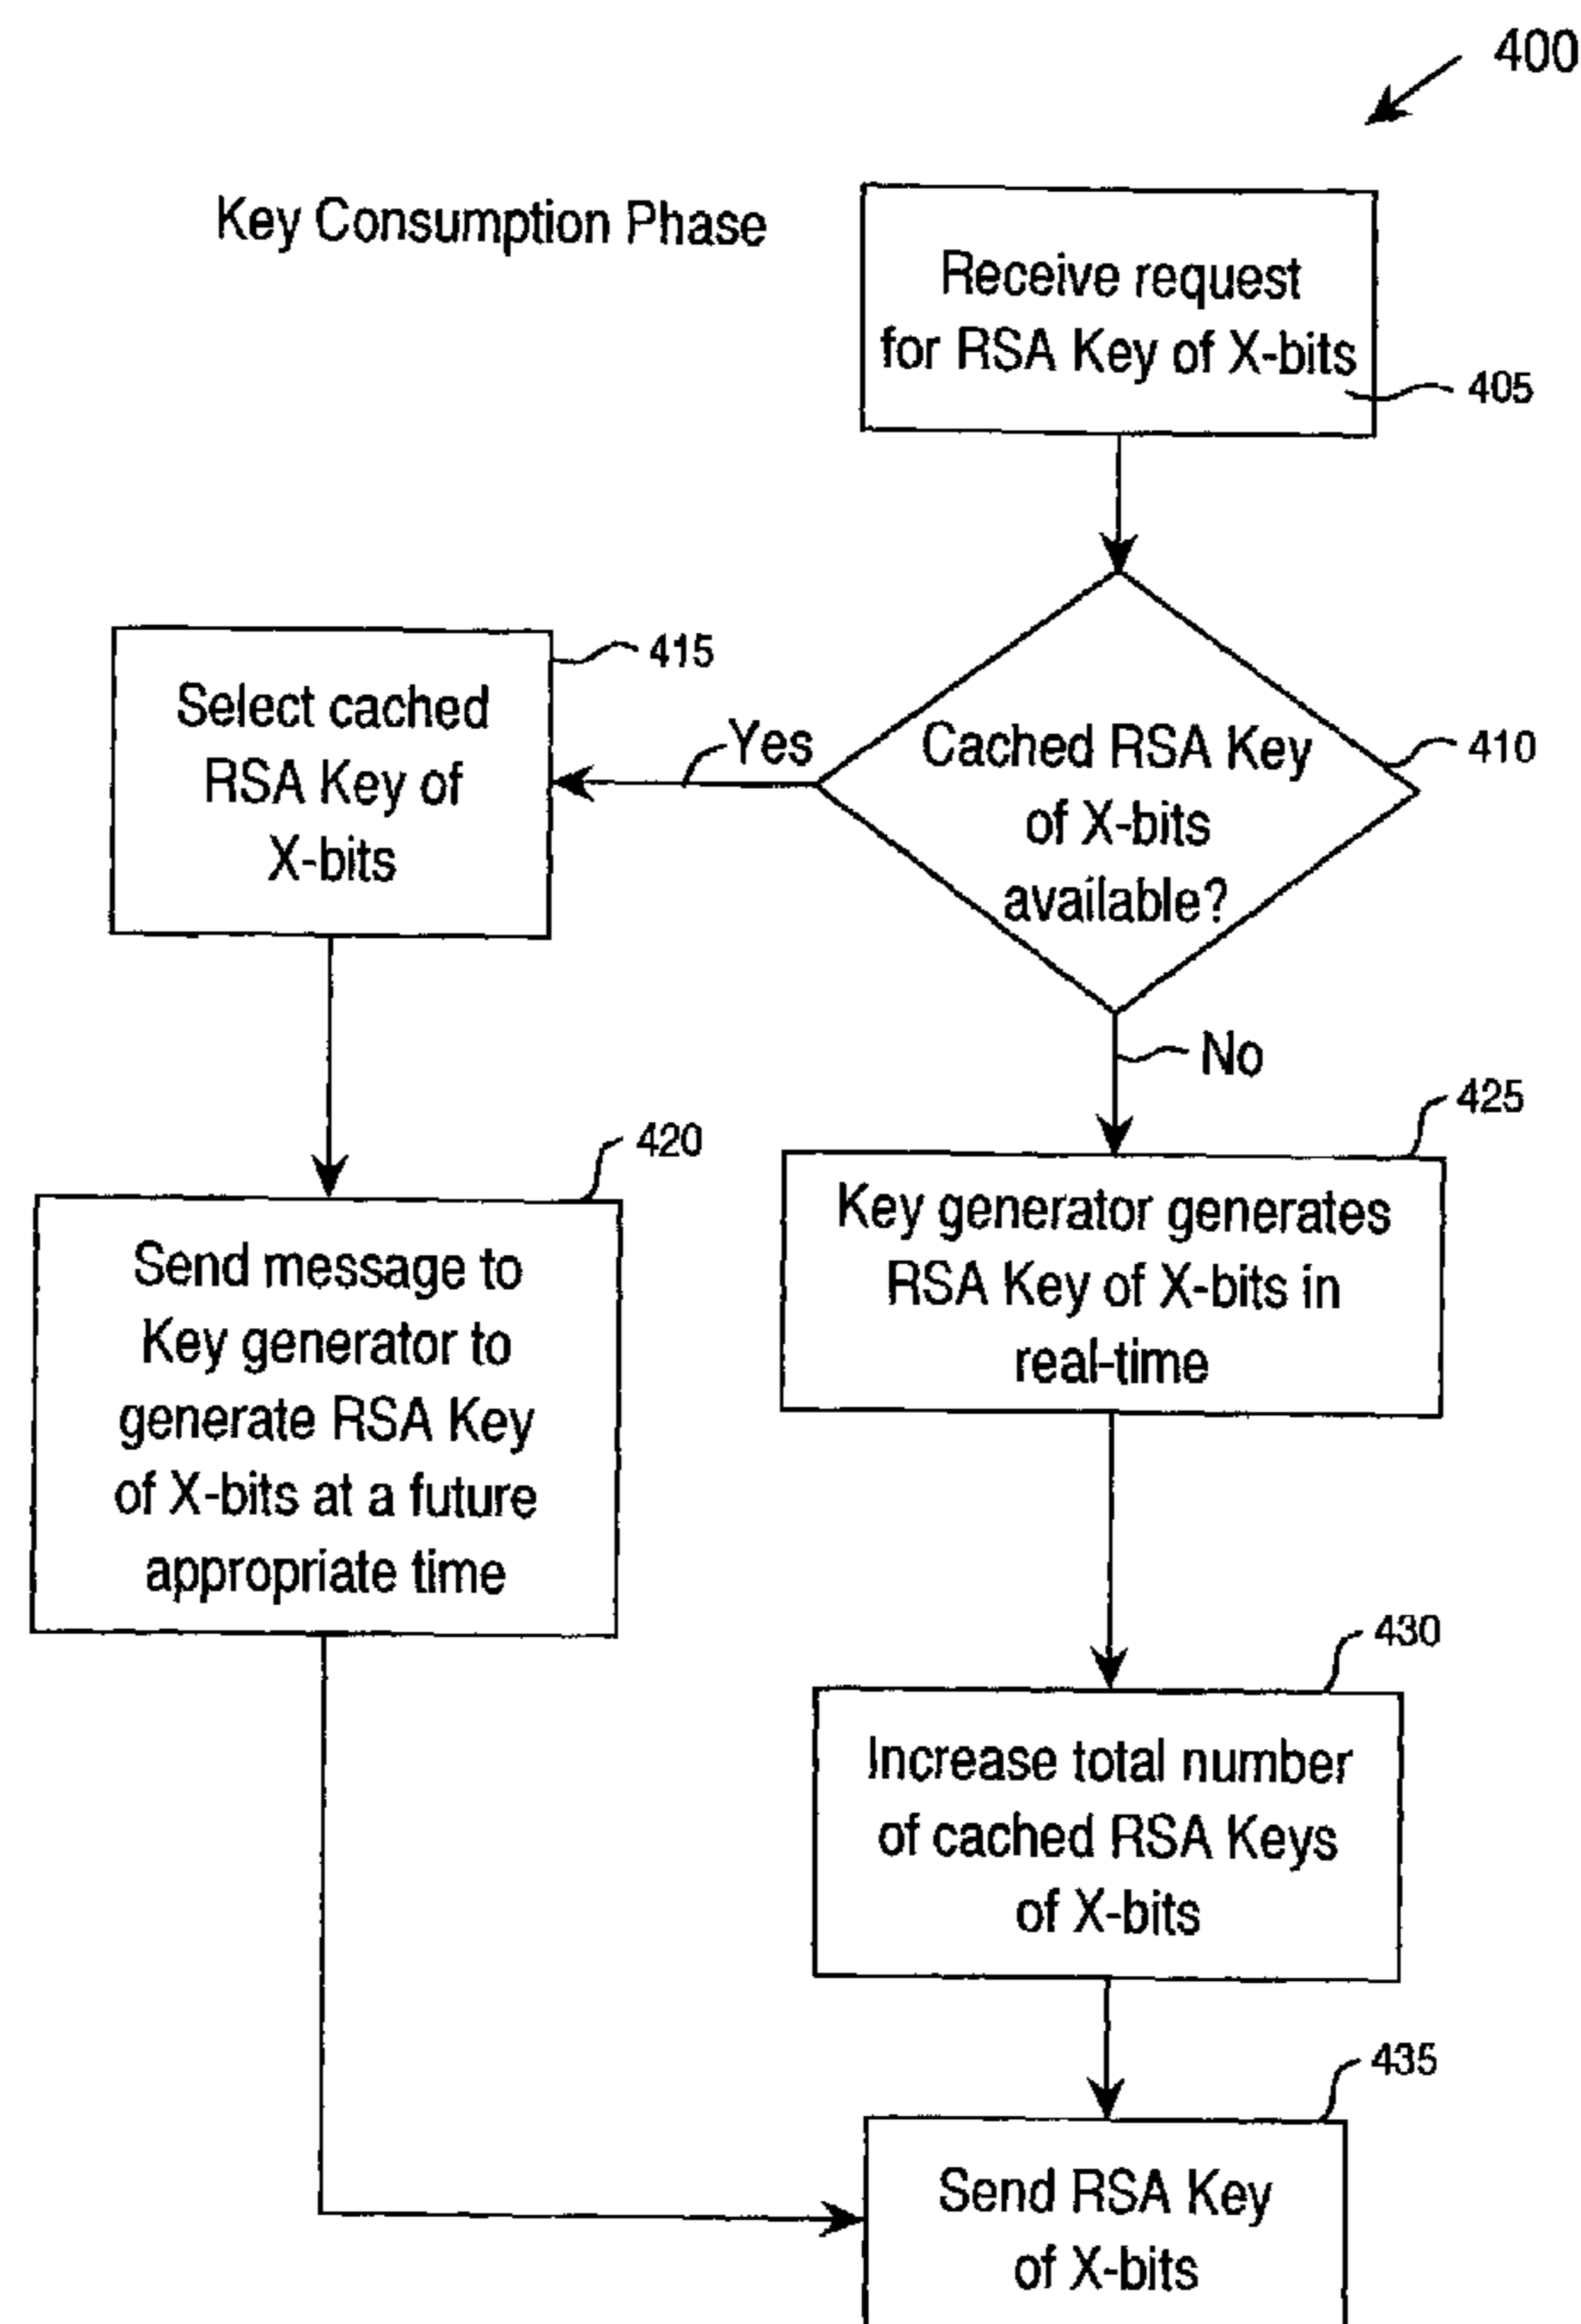 400
Key Consumption Phase
Receive request
for RSA Key of X-bits
405
Cached RSA Key
of X-bits
available?
410
Yes
415
Select cached
RSA Key of
X-bits
420
Send message to
Key generator to
generate RSA Key
of X-bits at a future
appropriate time
No
425
Key generator generates
RSA Key of X-bits in
real-time
430
Increase total number
of cached RSA Keys
of X-bits
435
Send RSA Key
of X-bits